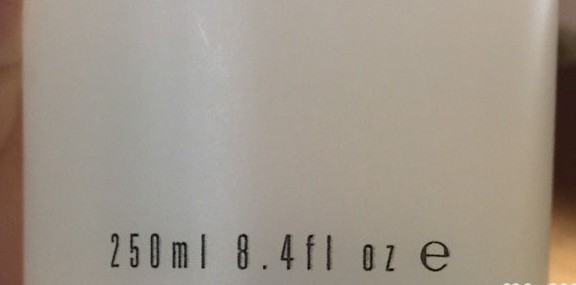 250ml 8.4fl oz ℮